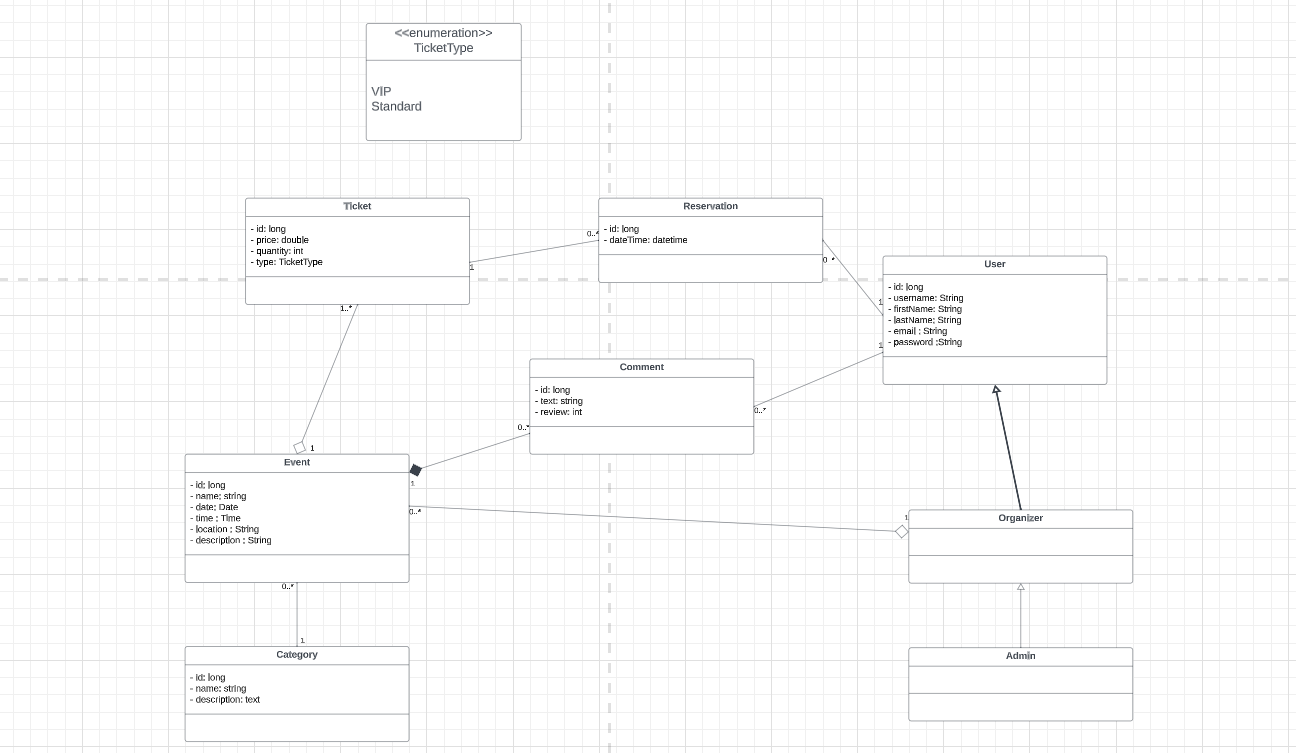 <<enumeration>>
TicketType
VIP
Standard
Ticket
- id: long
- price: double
- quantity: int
- type: TicketType
1
1..*
Reservation
- id: long
- dateTime: datetime
0..*
0 .*
User
- id: long
- username: String
- firstName: String
- lastName; String
- email ; String
- password ;String
1
1
Comment
- id: long
- text: string
- review: int
0..*
0..*
1
Event
- id; long
- name; string
- date; Date
- time ; Time
- location ; String
- description ; String
1
0..*
0..*
1
Organizer
1
Category
- id: long
- name: string
- description: text
Admin